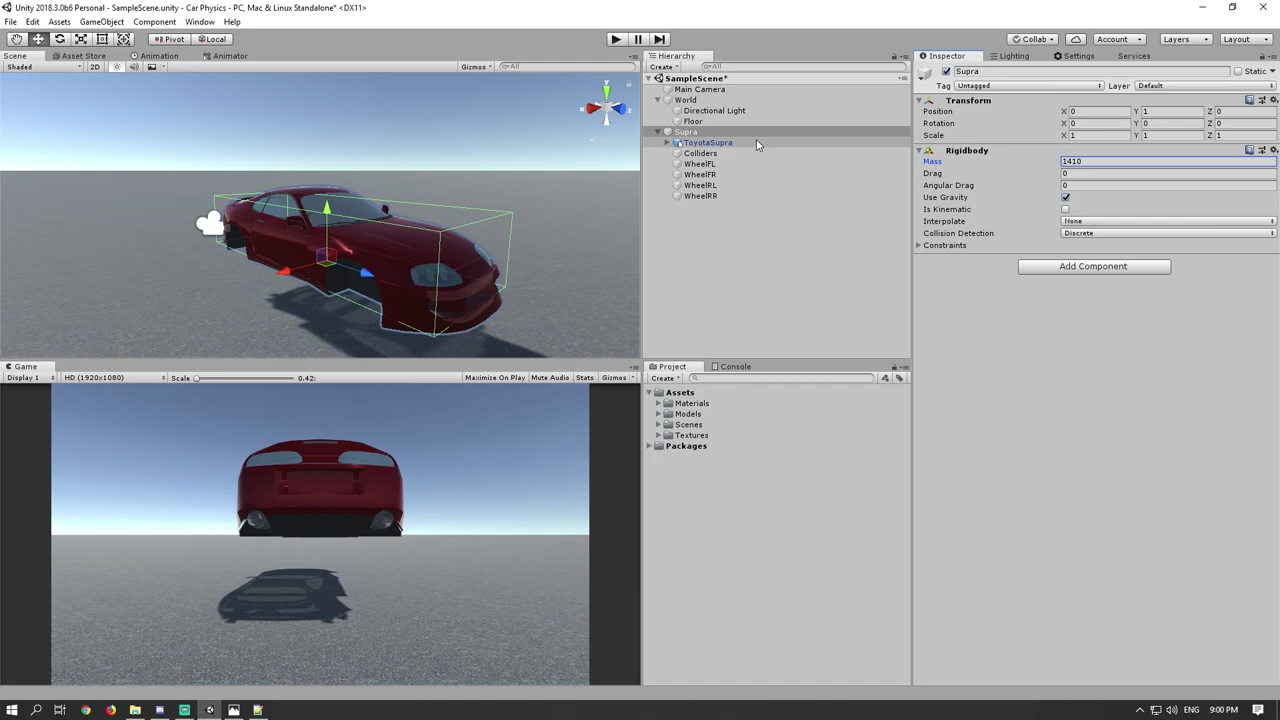 Unity 2018.3.0b6 Personal - SampleScene.unity - Car Physics - PC, Mac & Linux Standalone* <DX11>
File Edit Assets GameObject Component Window Help
Pivot Local Collab Account Layers Layout
Scene Asset Store Animation Animator
Shaded 2D Gizmos All
Hierarchy
Create All
SampleScene*
Main Camera
World
Directional Light
Floor
Supra
ToyotaSupra
Colliders
WheelFL
WheelFR
WheelRL
WheelRR
Inspector Lighting Settings Services
Supra Static
Tag Untagged Layer Default
Transform
Position X 0 Y 1 Z 0
Rotation X 0 Y 0 Z 0
Scale X 1 Y 1 Z 1
Rigidbody
Mass 1410
Drag 0
Angular Drag 0
Use Gravity
Is Kinematic
Interpolate None
Collision Detection Discrete
Constraints
Add Component
y
x
z
Game
Display 1 HD (1920x1080) Scale 0.42: Maximize On Play Mute Audio Stats Gizmos
Project Console
Create
Assets
Materials
Models
Scenes
Textures
Packages
ENG 9:00 PM